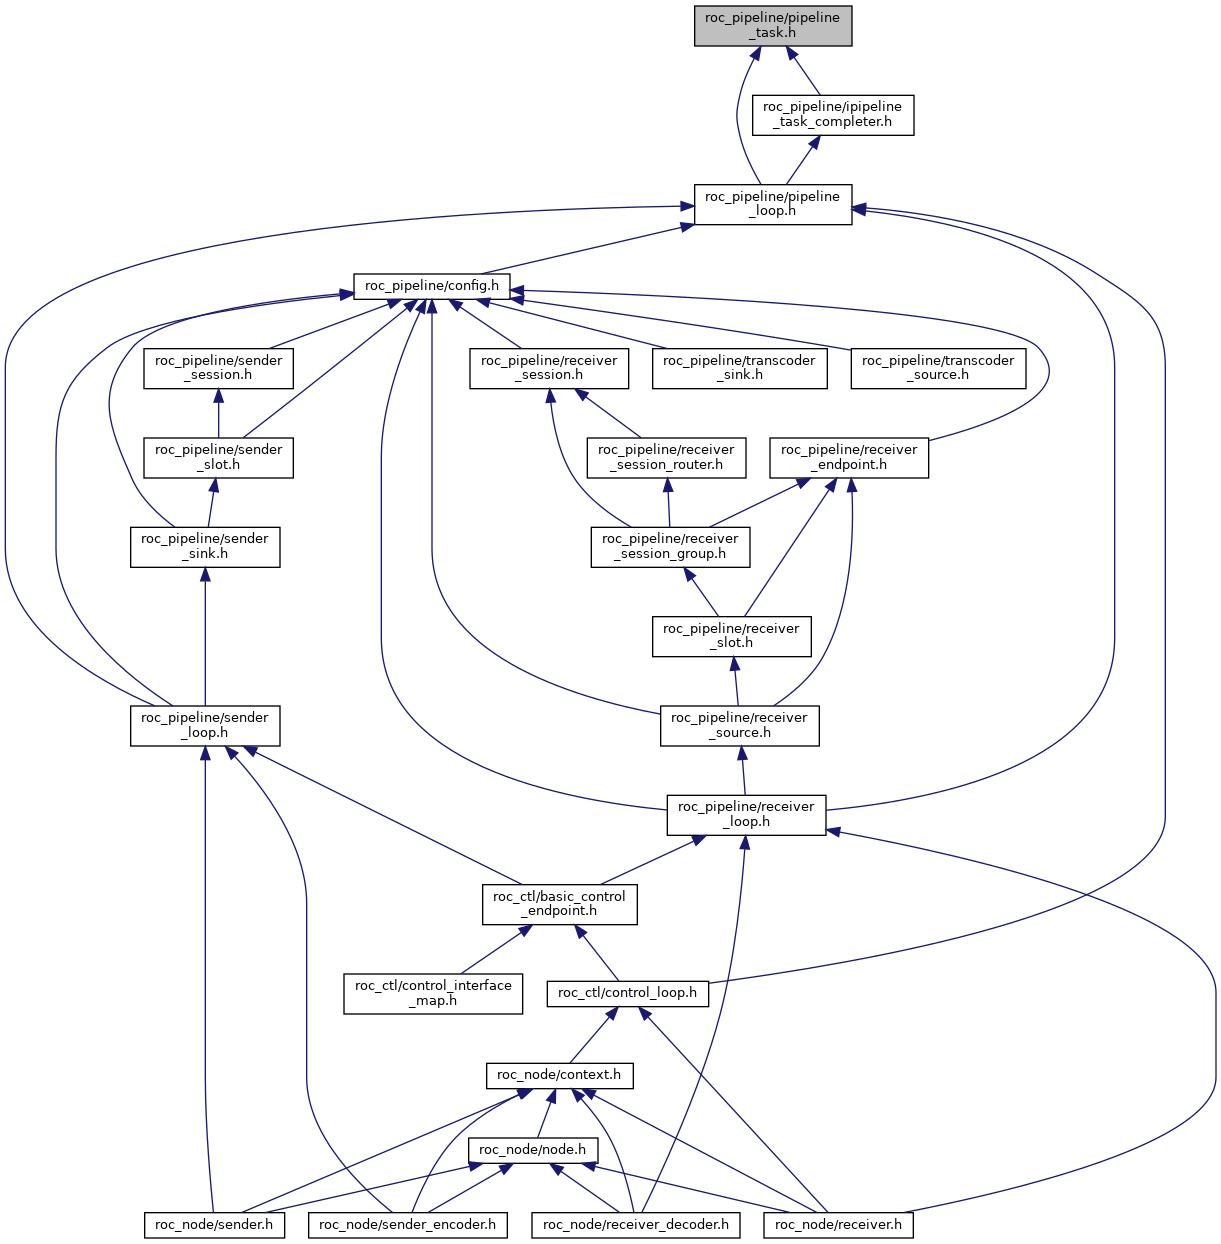 roc_pipeline/pipeline
_task.h
roc_pipeline/ipipeline
_task_completer.h
roc_pipeline/pipeline
_loop.h
roc_pipeline/config.h
roc_pipeline/sender
_session.h
roc_pipeline/receiver
_session.h
roc_pipeline/transcoder
_sink.h
roc_pipeline/transcoder
_source.h
roc_pipeline/sender
_slot.h
roc_pipeline/receiver
_session_router.h
roc_pipeline/receiver
_endpoint.h
roc_pipeline/sender
_sink.h
roc_pipeline/receiver
_session_group.h
roc_pipeline/receiver
_slot.h
roc_pipeline/sender
_loop.h
roc_pipeline/receiver
_source.h
roc_pipeline/receiver
_loop.h
roc_ctl/basic_control
_endpoint.h
roc_ctl/control_interface
_map.h
roc_ctl/control_loop.h
roc_node/context.h
roc_node/node.h
roc_node/sender.h
roc_node/sender_encoder.h
roc_node/receiver_decoder.h
roc_node/receiver.h